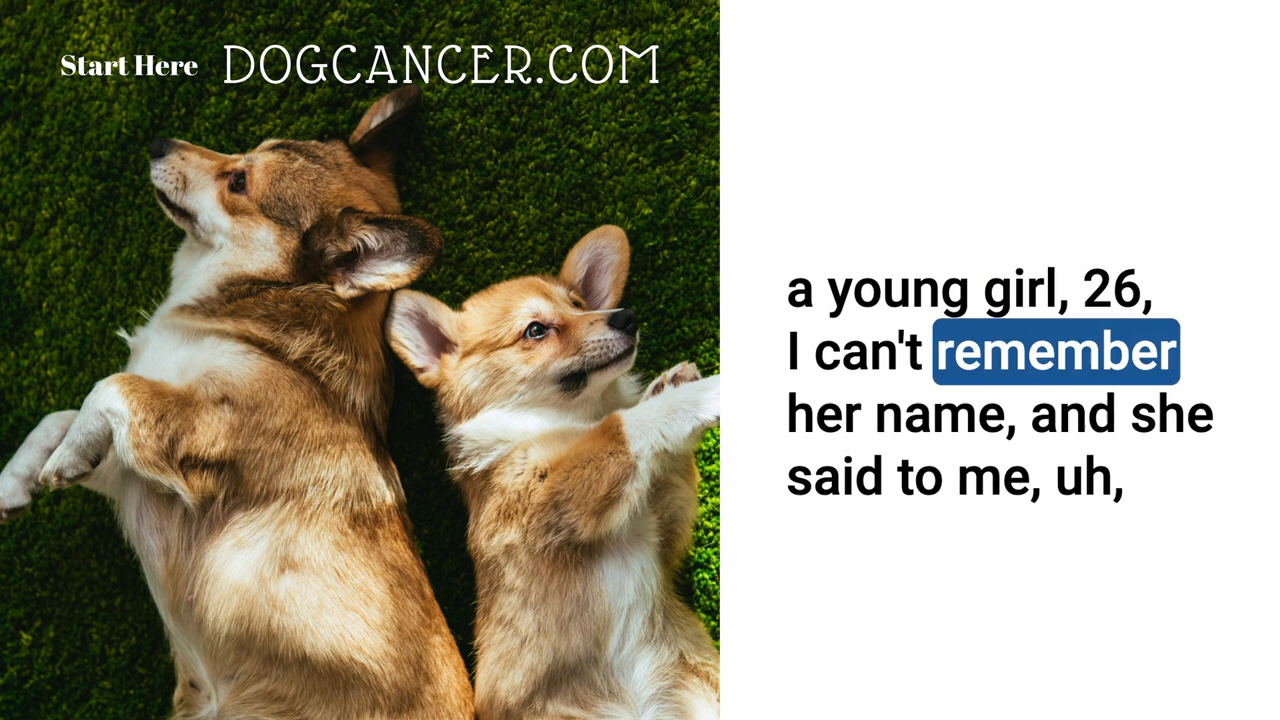 Start Here DOGCANCER.COM
a young girl, 26,
I can't remember
her name, and she
said to me, uh,